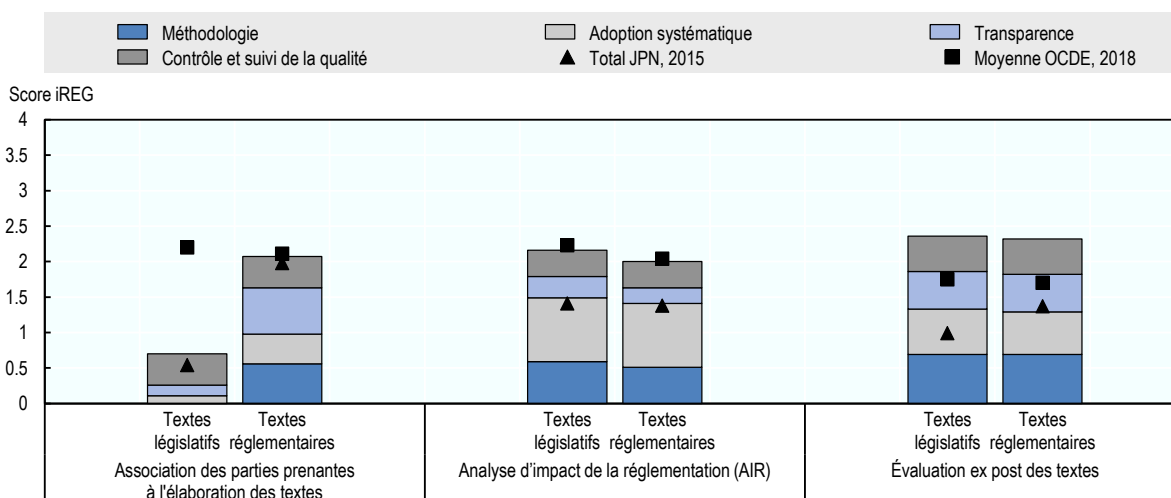 Méthodologie
Adoption systématique
Transparence
Contrôle et suivi de la qualité
Total JPN, 2015
Moyenne OCDE, 2018
Score iREG
4
3.5
3
2.5
2
1.5
1
0.5
0
Textes
législatifs
Textes
réglementaires
Textes
législatifs
Textes
réglementaires
Textes
législatifs
Textes
réglementaires
Association des parties prenantes
à l'élaboration des textes
Analyse d’impact de la réglementation (AIR)
Évaluation ex post des textes